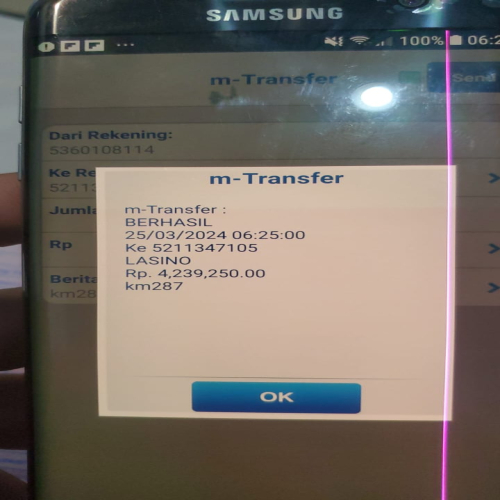 SAMSUNG
100% 06:2
m-Transfer
Send
Dari Rekening:
5360108114
Ke Re
5211
m-Transfer
Jumla
m-Transfer :
BERHASIL
25/03/2024 06:25:00
Rp
Ke 5211347105
LASINO
Rp. 4,239,250.00
Berita
km287
km28
OK